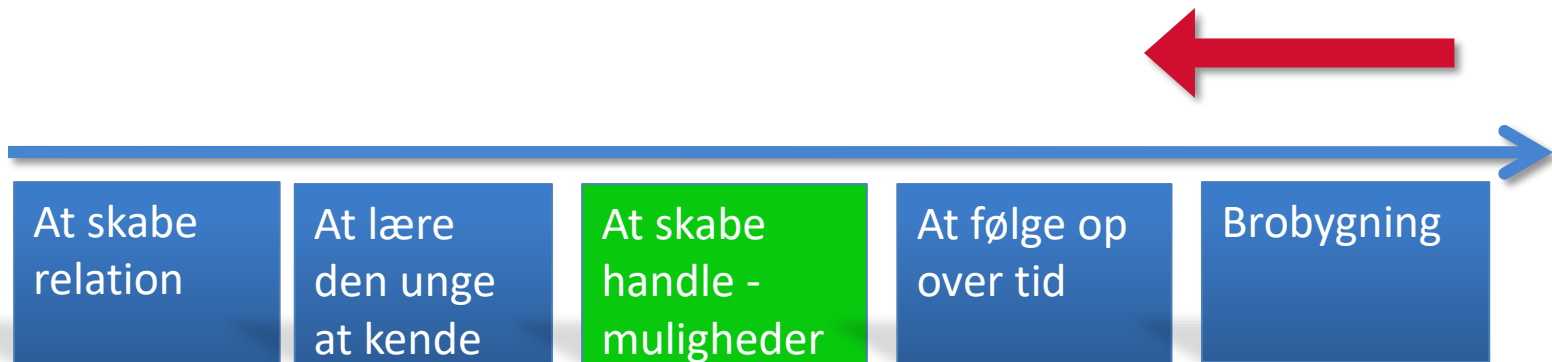 At skabe
relation
At lære
den unge
at kende
At skabe
handle -
muligheder
At følge op
over tid
Brobygning